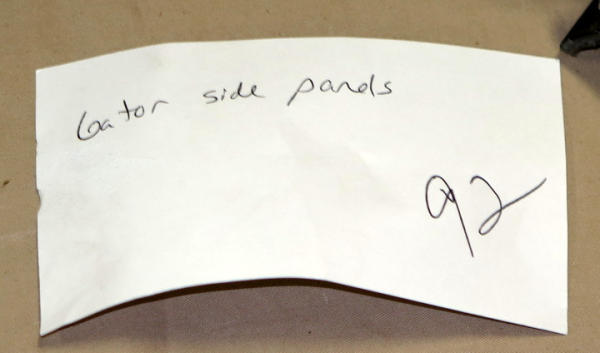 Gator side panels
92